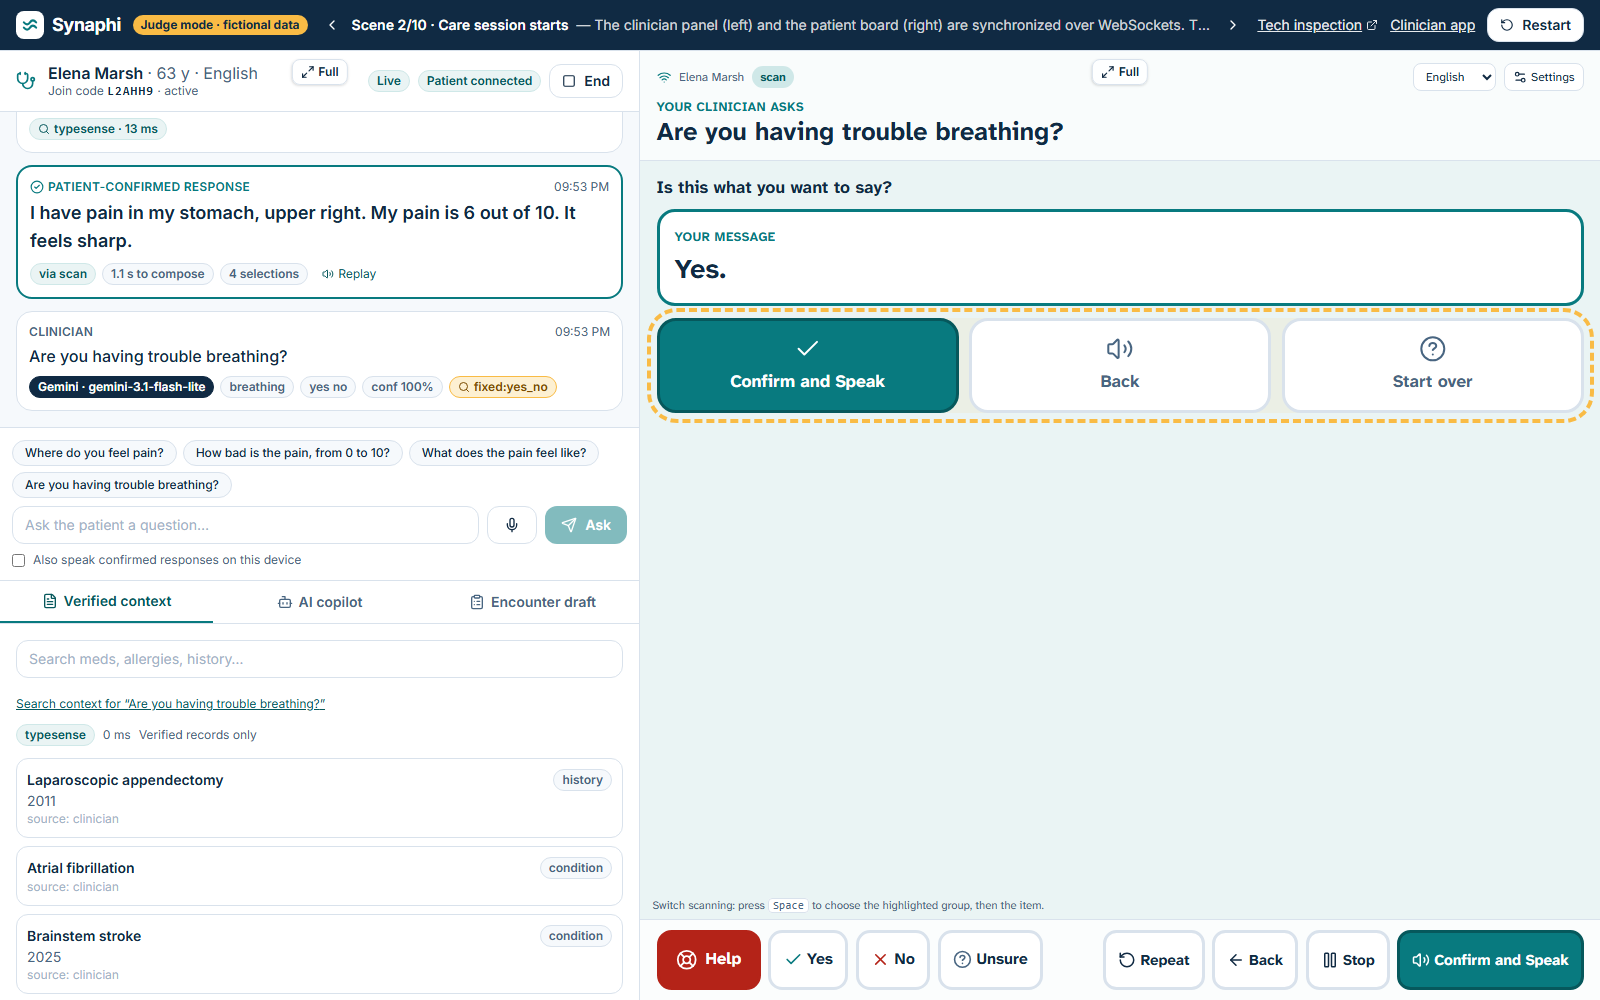 Synaphi Judge mode · fictional data Scene 2/10 · Care session starts — The clinician panel (left) and the patient board (right) are synchronized over WebSockets. T... Tech inspection Clinician app Restart
Elena Marsh · 63 y · English
Join code L2AHH9 · active
Full
Live
Patient connected
End
typesense · 13 ms
PATIENT-CONFIRMED RESPONSE 09:53 PM
I have pain in my stomach, upper right. My pain is 6 out of 10. It
feels sharp.
via scan 1.1 s to compose 4 selections Replay
CLINICIAN 09:53 PM
Are you having trouble breathing?
Gemini · gemini-3.1-flash-lite breathing yes no conf 100% fixed:yes_no
Where do you feel pain? How bad is the pain, from 0 to 10? What does the pain feel like?
Are you having trouble breathing?
Ask the patient a question... Ask
Also speak confirmed responses on this device
Verified context AI copilot Encounter draft
Search meds, allergies, history...
Search context for “Are you having trouble breathing?”
typesense 0 ms Verified records only
Laparoscopic appendectomy history
2011
source: clinician
Atrial fibrillation condition
source: clinician
Brainstem stroke condition
2025
source: clinician
Elena Marsh scan Full English Settings
YOUR CLINICIAN ASKS
Are you having trouble breathing?
Is this what you want to say?
YOUR MESSAGE
Yes.
Confirm and Speak Back Start over
Switch scanning: press Space to choose the highlighted group, then the item.
Help Yes No Unsure Repeat Back Stop Confirm and Speak